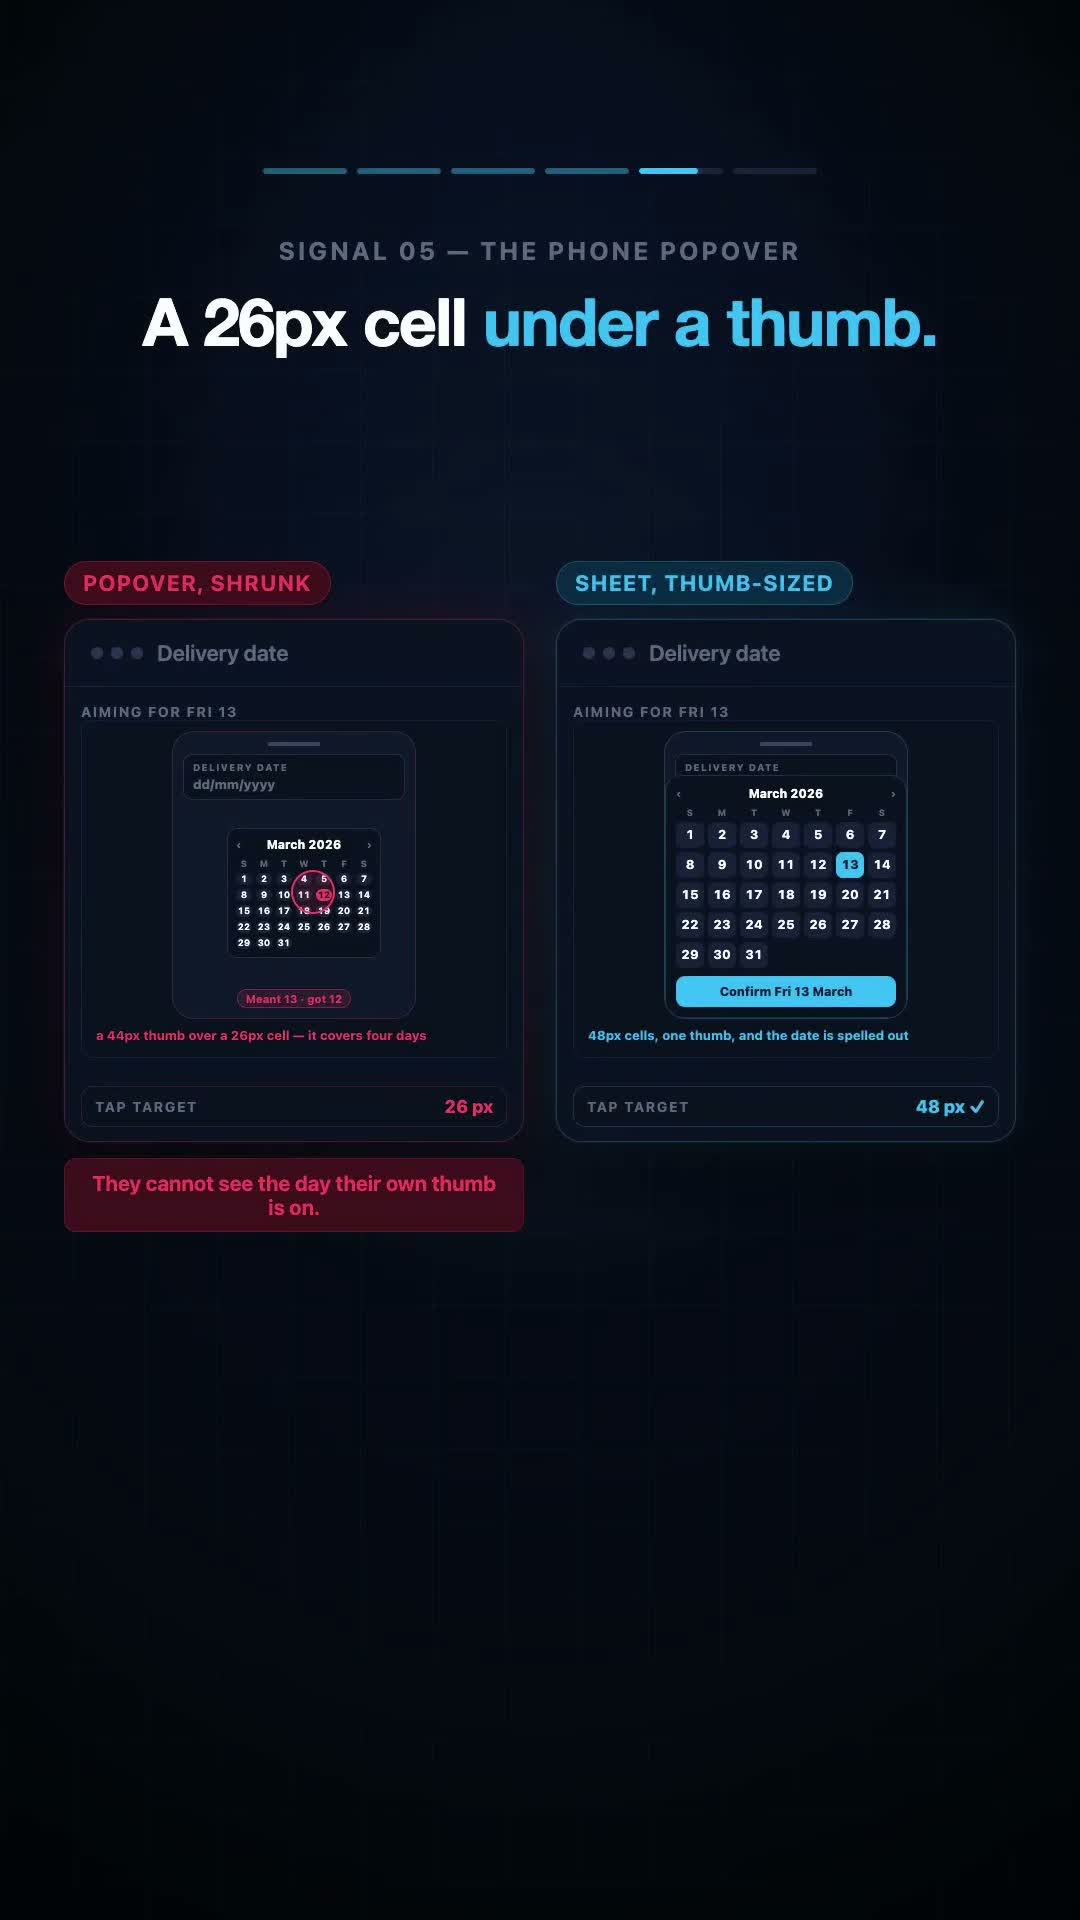 SIGNAL 05 — THE PHONE POPOVER
A 26px cell under a thumb.
POPOVER, SHRUNK
Delivery date
AIMING FOR FRI 13
DELIVERY DATE
dd/mm/yyyy
‹ March 2026 ›
S M T W T F S
1 2 3 4 5 6 7
8 9 10 11 12 13 14
15 16 17 18 19 20 21
22 23 24 25 26 27 28
29 30 31
Meant 13 · got 12
a 44px thumb over a 26px cell — it covers four days
TAP TARGET 26 px
They cannot see the day their own thumb
is on.
SHEET, THUMB-SIZED
Delivery date
AIMING FOR FRI 13
DELIVERY DATE
‹ March 2026 ›
S M T W T F S
1 2 3 4 5 6 7
8 9 10 11 12 13 14
15 16 17 18 19 20 21
22 23 24 25 26 27 28
29 30 31
Confirm Fri 13 March
48px cells, one thumb, and the date is spelled out
TAP TARGET 48 px ✓